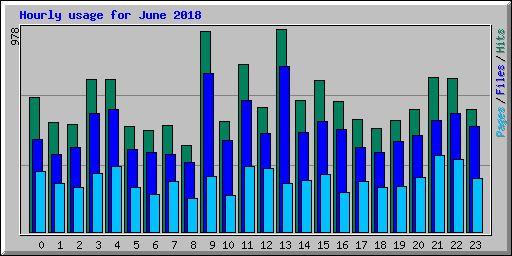 Hourly usage for June 2018
978
Pages/Files/Hits
0 1 2 3 4 5 6 7 8 9 10 11 12 13 14 15 16 17 18 19 20 21 22 23